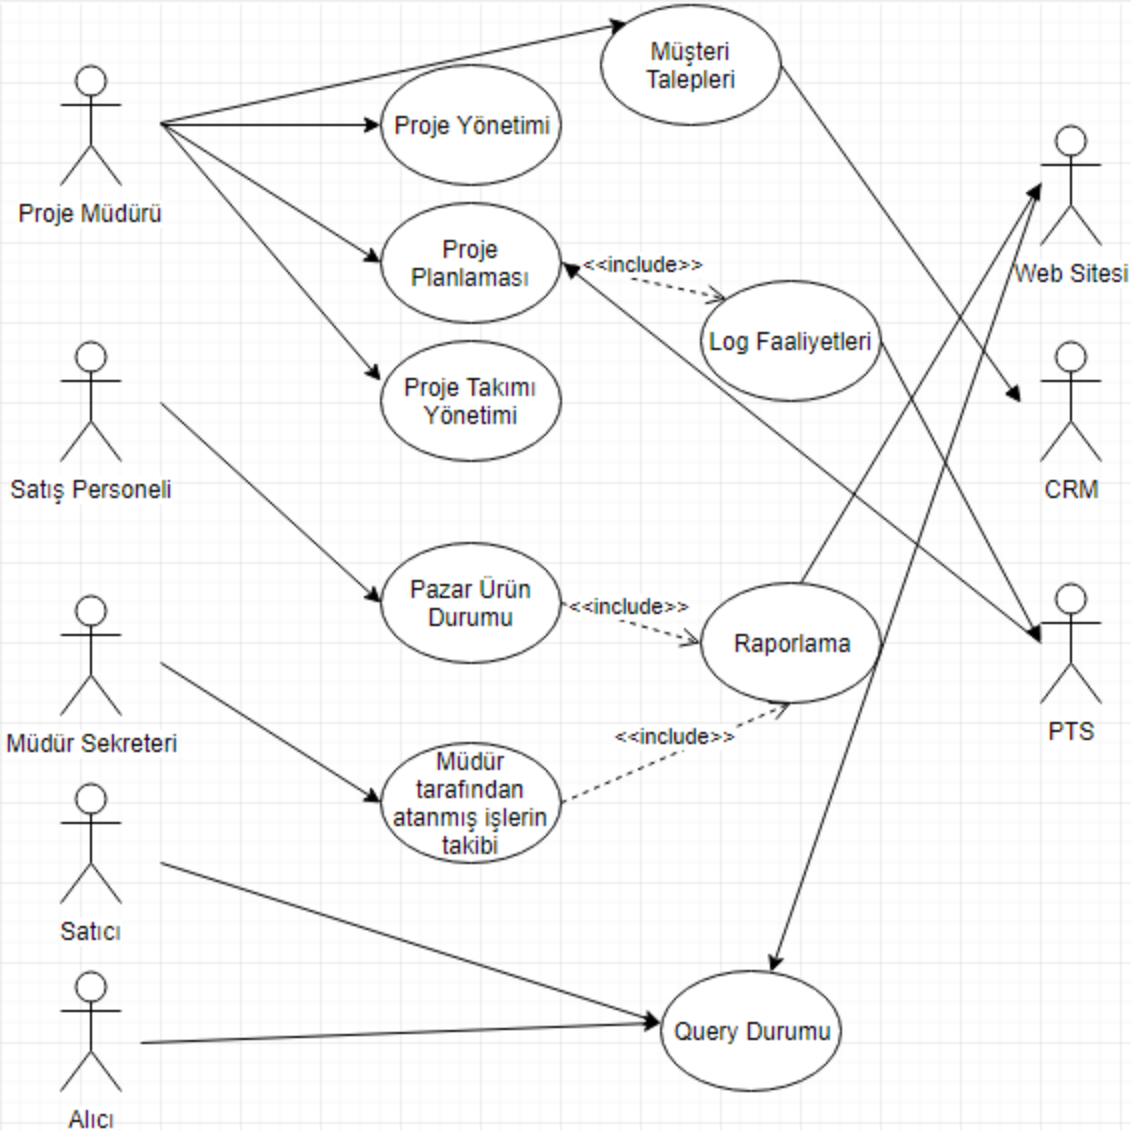 Müşteri
Talepleri
Proje Yönetimi
Proje Müdürü
Proje
Planlaması
<<include>>
Web Sitesi
Log Faaliyetleri
Proje Takımı
Yönetimi
Satış Personeli
CRM
Pazar Ürün
Durumu
<<include>>
Raporlama
PTS
Müdür Sekreteri
<<include>>
Müdür
tarafından
atanmış işlerin
takibi
Satıcı
Query Durumu
Alıcı